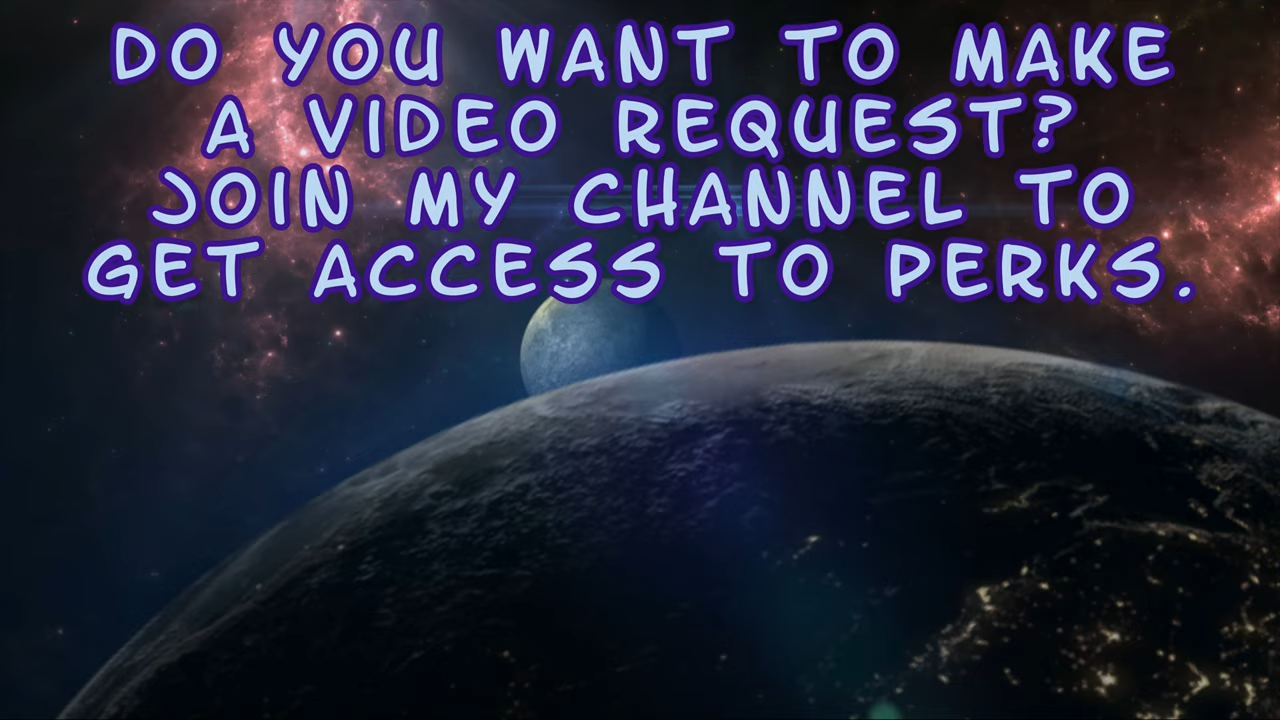 DO YOU WANT TO MAKE
A VIDEO REQUEST?
JOIN MY CHANNEL TO
GET ACCESS TO PERKS.